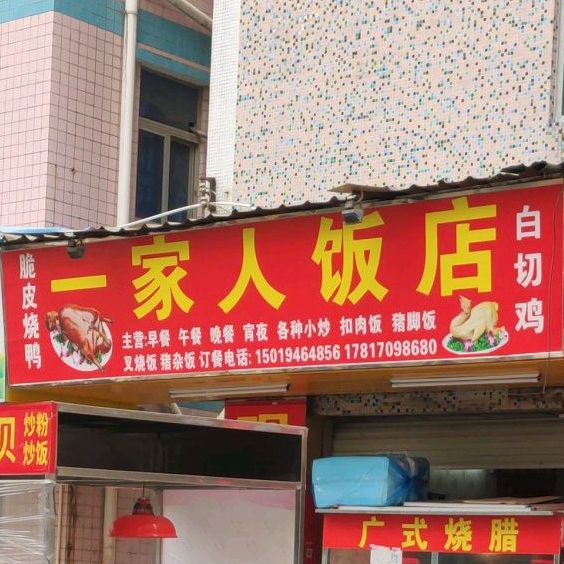 脆皮烧鸭
一家人饭店
白切鸡
主营:早餐 午餐 晚餐 宵夜 各种小炒 扣肉饭 猪脚饭
叉烧饭 猪杂饭 订餐电话: 15019464856 17817098680
炒粉
炒饭
广式烧腊